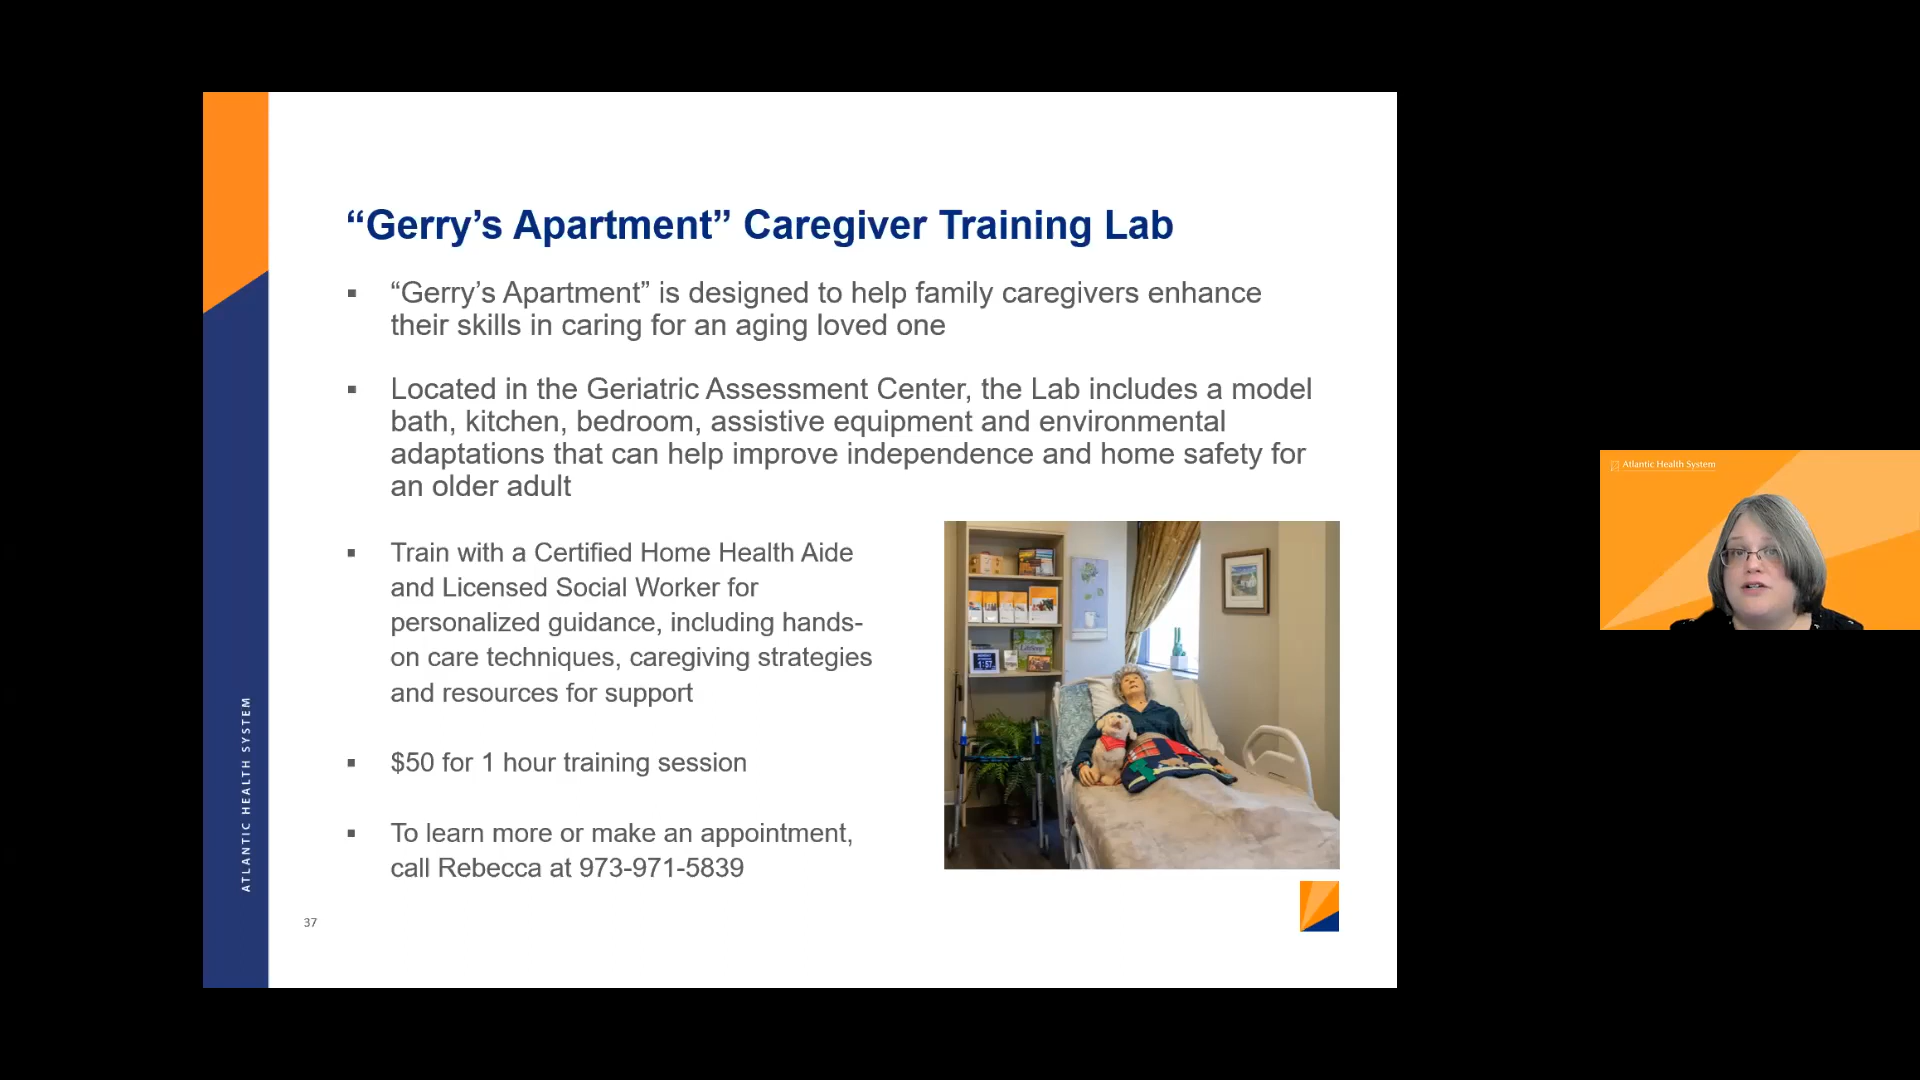 “Gerry’s Apartment” Caregiver Training Lab
▪ “Gerry’s Apartment” is designed to help family caregivers enhance
their skills in caring for an aging loved one
▪ Located in the Geriatric Assessment Center, the Lab includes a model
bath, kitchen, bedroom, assistive equipment and environmental
adaptations that can help improve independence and home safety for
an older adult
▪ Train with a Certified Home Health Aide
and Licensed Social Worker for
personalized guidance, including hands-
on care techniques, caregiving strategies
and resources for support
▪ $50 for 1 hour training session
▪ To learn more or make an appointment,
call Rebecca at 973-971-5839
37
ATLANTIC HEALTH SYSTEM
1:57
Atlantic Health System